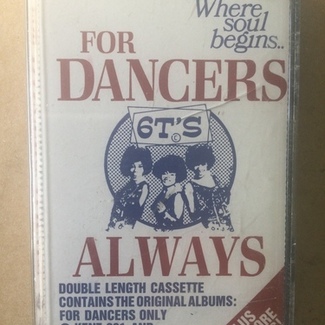 Where
soul
begins..
FOR
DANCERS
6T'S
©
ALWAYS
DOUBLE LENGTH CASSETTE
CONTAINS THE ORIGINAL ALBUMS:
FOR DANCERS ONLY